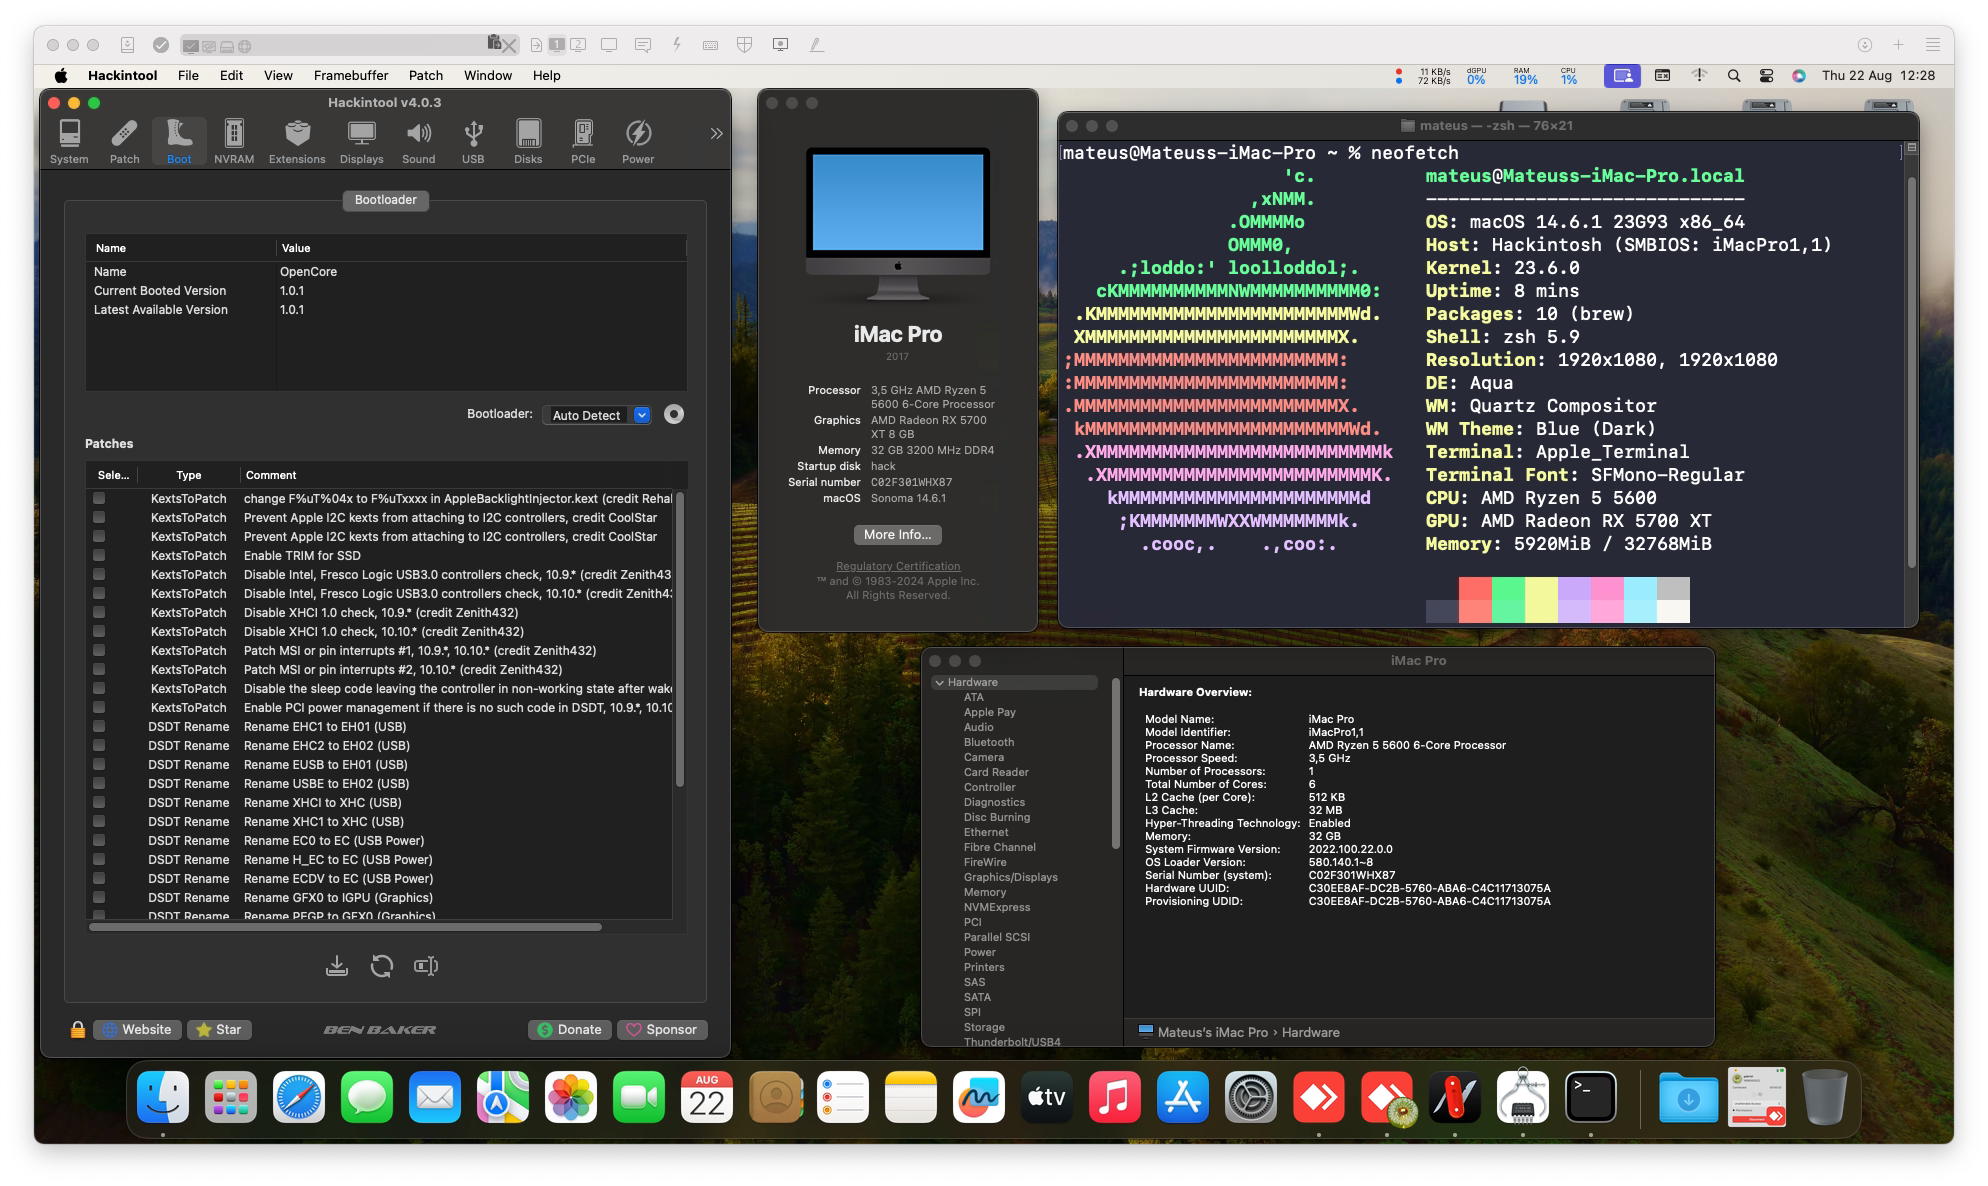 1
2
Hackintool File Edit View Framebuffer Patch Window Help
11 KB/s
72 KB/s
dGPU
0%
RAM
19%
CPU
1%
Thu 22 Aug 12:28
Hackintool v4.0.3
System Patch Boot NVRAM Extensions Displays Sound USB Disks PCIe Power
Bootloader
Name Value
Name OpenCore
Current Booted Version 1.0.1
Latest Available Version 1.0.1
Bootloader: Auto Detect
Patches
Sele... Type Comment
KextsToPatch change F%uT%04x to F%uTxxxx in AppleBacklightInjector.kext (credit Rehal
KextsToPatch Prevent Apple I2C kexts from attaching to I2C controllers, credit CoolStar
KextsToPatch Prevent Apple I2C kexts from attaching to I2C controllers, credit CoolStar
KextsToPatch Enable TRIM for SSD
KextsToPatch Disable Intel, Fresco Logic USB3.0 controllers check, 10.9.* (credit Zenith43
KextsToPatch Disable Intel, Fresco Logic USB3.0 controllers check, 10.10.* (credit Zenith4
KextsToPatch Disable XHCI 1.0 check, 10.9.* (credit Zenith432)
KextsToPatch Disable XHCI 1.0 check, 10.10.* (credit Zenith432)
KextsToPatch Patch MSI or pin interrupts #1, 10.9.*, 10.10.* (credit Zenith432)
KextsToPatch Patch MSI or pin interrupts #2, 10.10.* (credit Zenith432)
KextsToPatch Disable the sleep code leaving the controller in non-working state after wake
KextsToPatch Enable PCI power management if there is no such code in DSDT, 10.9.*, 10.10
DSDT Rename Rename EHC1 to EH01 (USB)
DSDT Rename Rename EHC2 to EH02 (USB)
DSDT Rename Rename EUSB to EH01 (USB)
DSDT Rename Rename USBE to EH02 (USB)
DSDT Rename Rename XHCI to XHC (USB)
DSDT Rename Rename XHC1 to XHC (USB)
DSDT Rename Rename EC0 to EC (USB Power)
DSDT Rename Rename H_EC to EC (USB Power)
DSDT Rename Rename ECDV to EC (USB Power)
DSDT Rename Rename GFX0 to IGPU (Graphics)
DSDT Rename Rename PEGP to GFX0 (Graphics)
Website Star BEN BAKER Donate Sponsor
iMac Pro
2017
Processor 3,5 GHz AMD Ryzen 5
5600 6-Core Processor
Graphics AMD Radeon RX 5700
XT 8 GB
Memory 32 GB 3200 MHz DDR4
Startup disk hack
Serial number C02F301WHX87
macOS Sonoma 14.6.1
More Info...
Regulatory Certification
™ and © 1983-2024 Apple Inc.
All Rights Reserved.
mateus — -zsh — 76×21
mateus@Mateuss-iMac-Pro ~ % neofetch
'c. mateus@Mateuss-iMac-Pro.local
,xNMM. -----------------------------
.OMMMMo OS: macOS 14.6.1 23G93 x86_64
OMMM0, Host: Hackintosh (SMBIOS: iMacPro1,1)
.;loddo:' loolloddol;. Kernel: 23.6.0
cKMMMMMMMMMMNWMMMMMMMMMM0: Uptime: 8 mins
.KMMMMMMMMMMMMMMMMMMMMMMMWd. Packages: 10 (brew)
XMMMMMMMMMMMMMMMMMMMMMMMX. Shell: zsh 5.9
;MMMMMMMMMMMMMMMMMMMMMMMM: Resolution: 1920x1080, 1920x1080
:MMMMMMMMMMMMMMMMMMMMMMMM: DE: Aqua
.MMMMMMMMMMMMMMMMMMMMMMMMX. WM: Quartz Compositor
kMMMMMMMMMMMMMMMMMMMMMMMMWd. WM Theme: Blue (Dark)
.XMMMMMMMMMMMMMMMMMMMMMMMMMMk Terminal: Apple_Terminal
.XMMMMMMMMMMMMMMMMMMMMMMMMK. Terminal Font: SFMono-Regular
kMMMMMMMMMMMMMMMMMMMMMMd CPU: AMD Ryzen 5 5600
;KMMMMMMMWXXWMMMMMMMk. GPU: AMD Radeon RX 5700 XT
.cooc,. .,coo:. Memory: 5920MiB / 32768MiB
iMac Pro
Hardware
ATA
Apple Pay
Audio
Bluetooth
Camera
Card Reader
Controller
Diagnostics
Disc Burning
Ethernet
Fibre Channel
FireWire
Graphics/Displays
Memory
NVMExpress
PCI
Parallel SCSI
Power
Printers
SAS
SATA
SPI
Storage
Thunderbolt/USB4
Hardware Overview:
Model Name: iMac Pro
Model Identifier: iMacPro1,1
Processor Name: AMD Ryzen 5 5600 6-Core Processor
Processor Speed: 3,5 GHz
Number of Processors: 1
Total Number of Cores: 6
L2 Cache (per Core): 512 KB
L3 Cache: 32 MB
Hyper-Threading Technology: Enabled
Memory: 32 GB
System Firmware Version: 2022.100.22.0.0
OS Loader Version: 580.140.1~8
Serial Number (system): C02F301WHX87
Hardware UUID: C30EE8AF-DC2B-5760-ABA6-C4C11713075A
Provisioning UDID: C30EE8AF-DC2B-5760-ABA6-C4C11713075A
Mateus's iMac Pro › Hardware
AUG
22
tv
>_